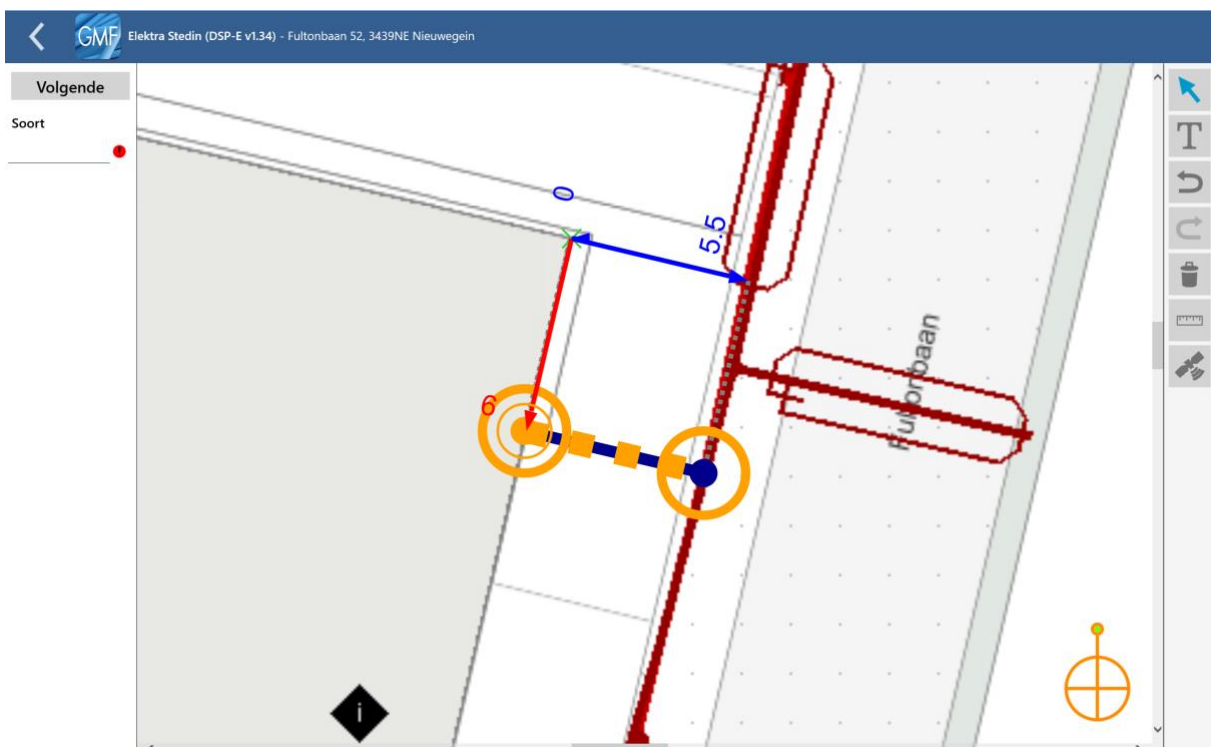 GMF Elektra Stedin (DSP-E v1.34) - Fultonbaan 52, 3439NE Nieuwegein
Volgende
Soort
!
T
0
5.5
6
Fultonbaan
i